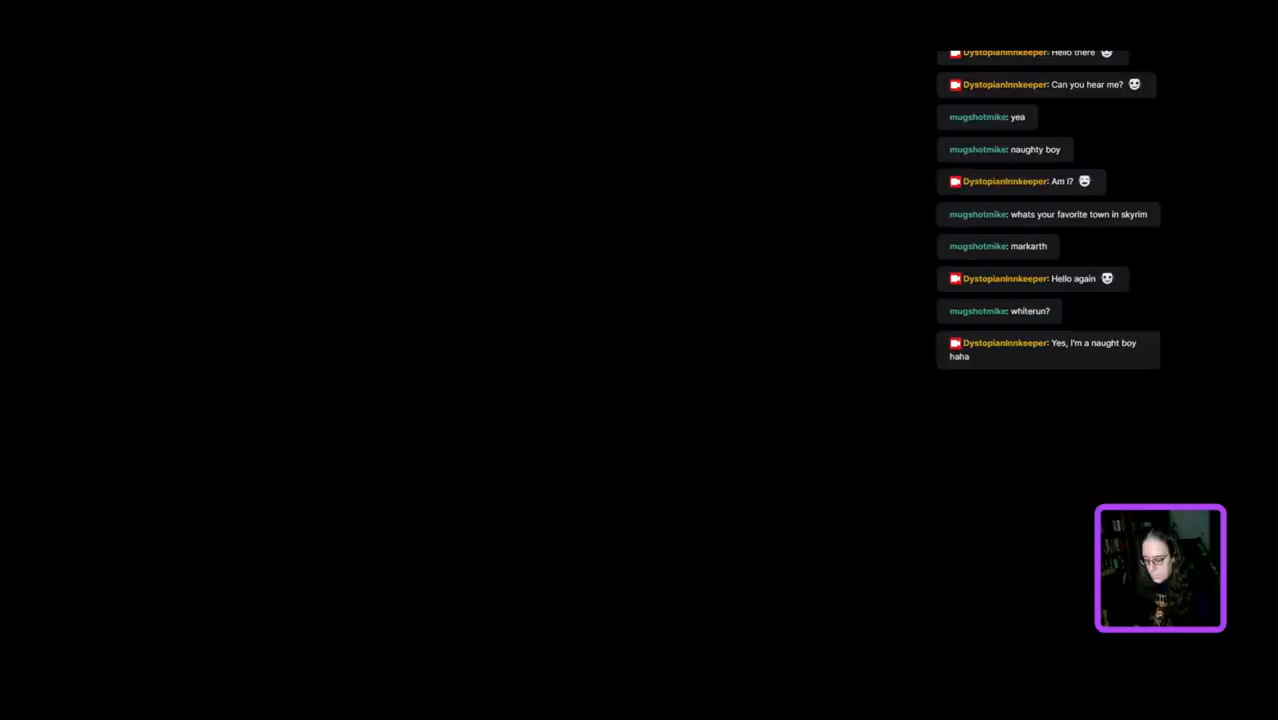 DystopianInnkeeper: Hello there
DystopianInnkeeper: Can you hear me?
mugshotmike: yea
mugshotmike: naughty boy
DystopianInnkeeper: Am i?
mugshotmike: whats your favorite town in skyrim
mugshotmike: markarth
DystopianInnkeeper: Hello again
mugshotmike: whiterun?
DystopianInnkeeper: Yes, I'm a naught boy
haha